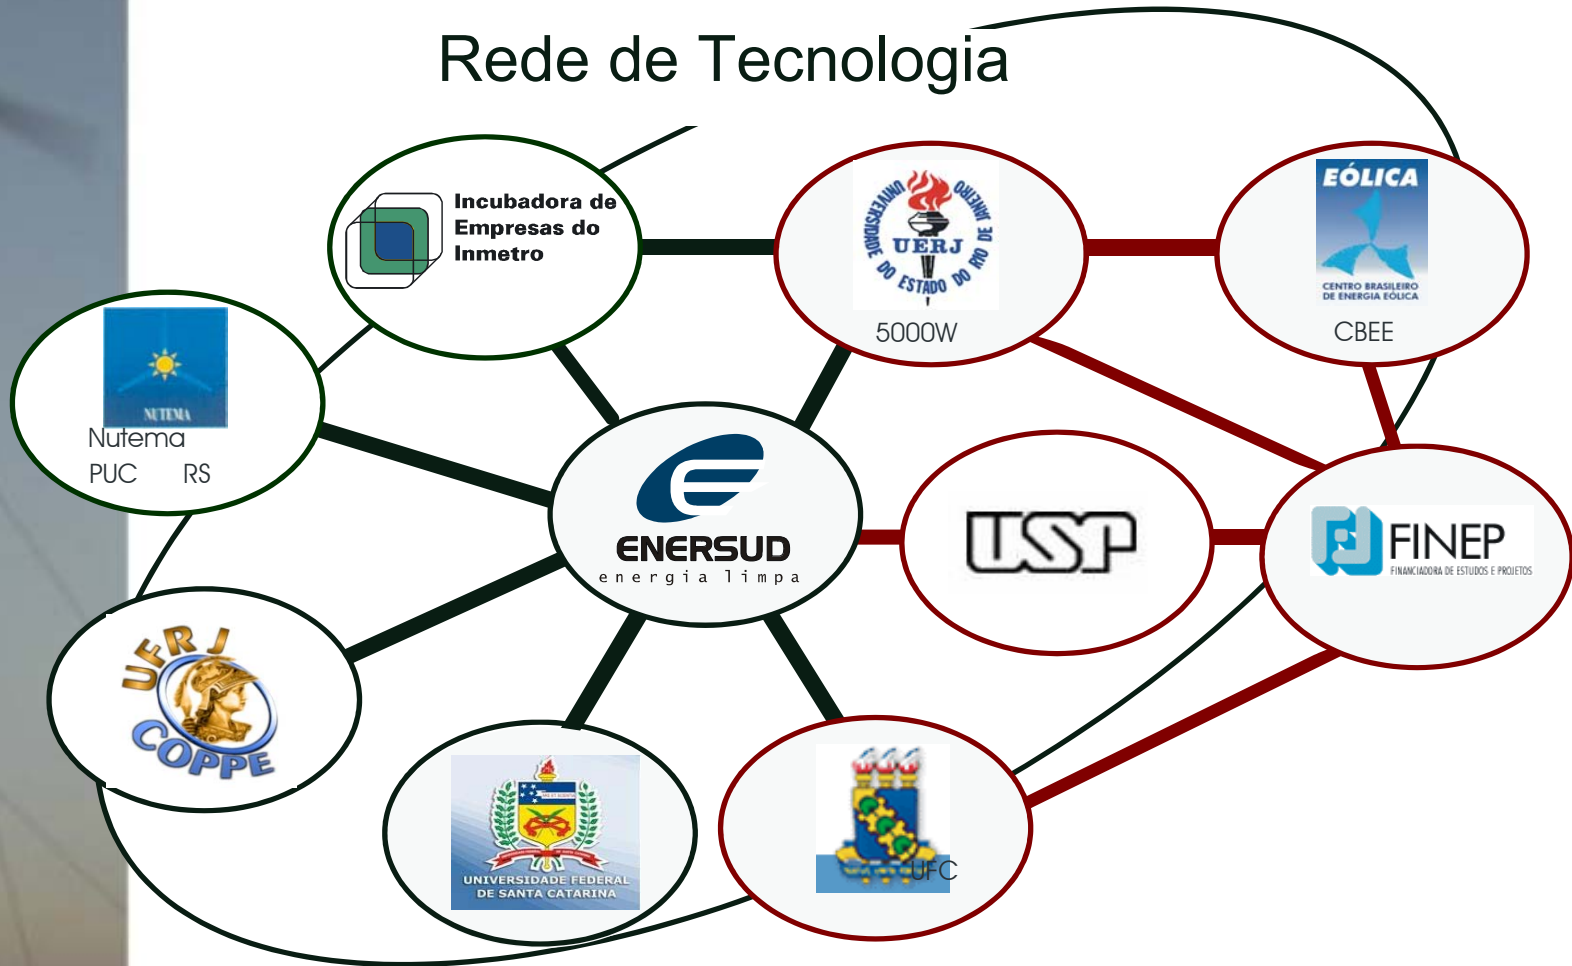 Rede de Tecnologia
Incubadora de
Empresas do
Inmetro
UNIVERSIDADE DO ESTADO DO RIO DE JANEIRO
UERJ
5000W
EÓLICA
CENTRO BRASILEIRO
DE ENERGIA EÓLICA
CBEE
NUTEMA
Nutema
PUC RS
ENERSUD
energia limpa
USP
FINEP
FINANCIADORA DE ESTUDOS E PROJETOS
UFRJ
COPPE
UNIVERSIDADE FEDERAL
DE SANTA CATARINA
UFC